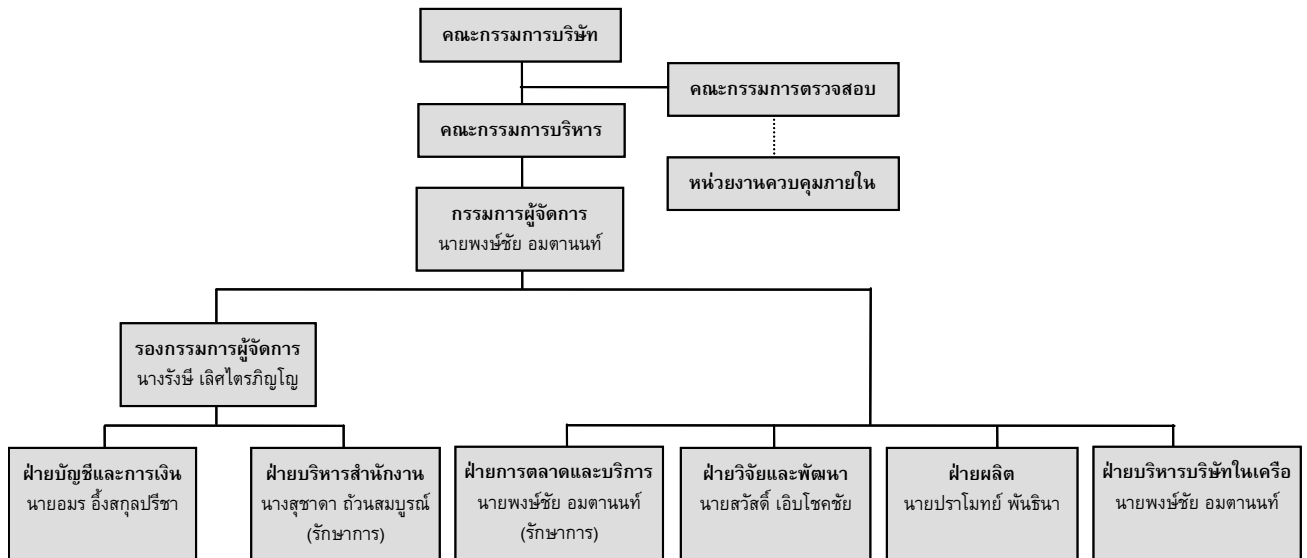 คณะกรรมการบริษัท
คณะกรรมการตรวจสอบ
คณะกรรมการบริหาร
หน่วยงานควบคุมภายใน
กรรมการผู้จัดการ
นายพงษ์ชัย อมตานนท์
รองกรรมการผู้จัดการ
นางรังษี เลิศไตรภิญโญ
ฝ่ายบัญชีและการเงิน
นายอมร อึ้งสกุลปรีชา
ฝ่ายบริหารสำนักงาน
นางสุชาดา ถ้วนสมบูรณ์
(รักษาการ)
ฝ่ายการตลาดและบริการ
นายพงษ์ชัย อมตานนท์
(รักษาการ)
ฝ่ายวิจัยและพัฒนา
นายสวัสดิ์ เอิบโชคชัย
ฝ่ายผลิต
นายปราโมทย์ พันธินา
ฝ่ายบริหารบริษัทในเครือ
นายพงษ์ชัย อมตานนท์